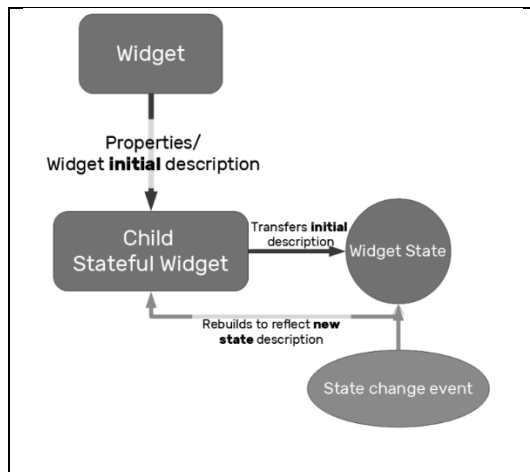 Widget
Properties/
Widget initial description
Child
Stateful Widget
Transfers initial
description
Widget State
Rebuilds to reflect new
state description
State change event